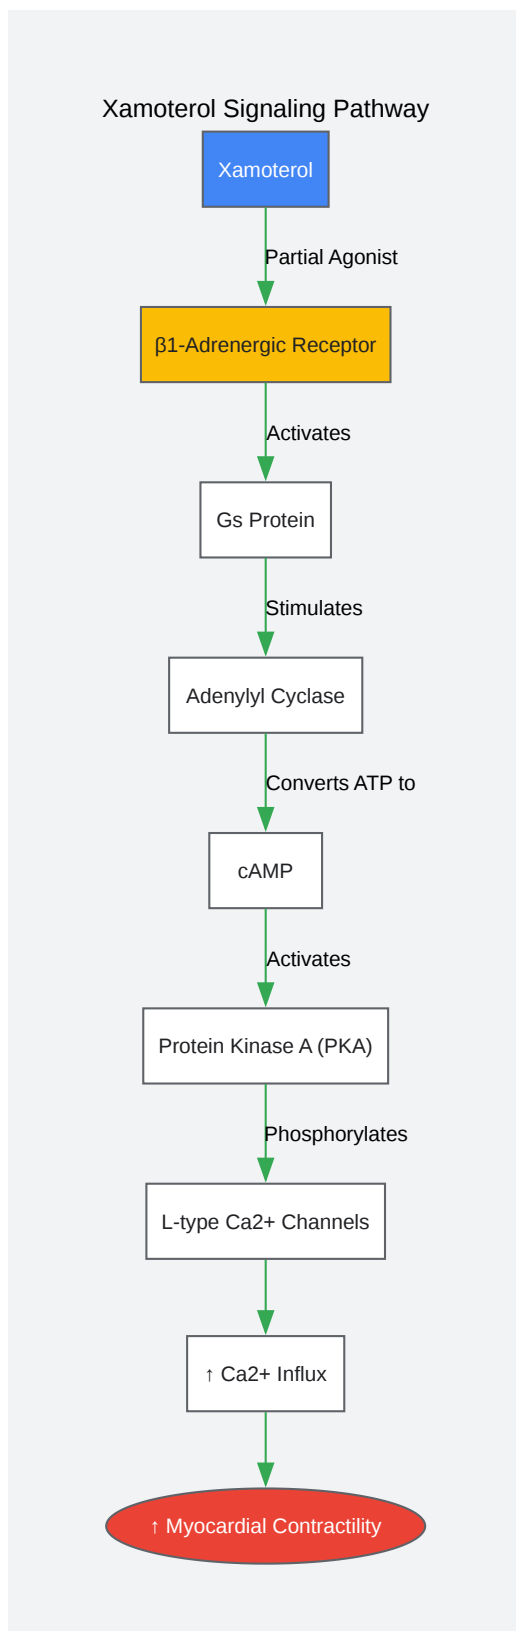 Xamoterol Signaling Pathway
Xamoterol
Partial Agonist
β1-Adrenergic Receptor
Activates
Gs Protein
Stimulates
Adenylyl Cyclase
Converts ATP to
cAMP
Activates
Protein Kinase A (PKA)
Phosphorylates
L-type Ca2+ Channels
↑ Ca2+ Influx
↑ Myocardial Contractility